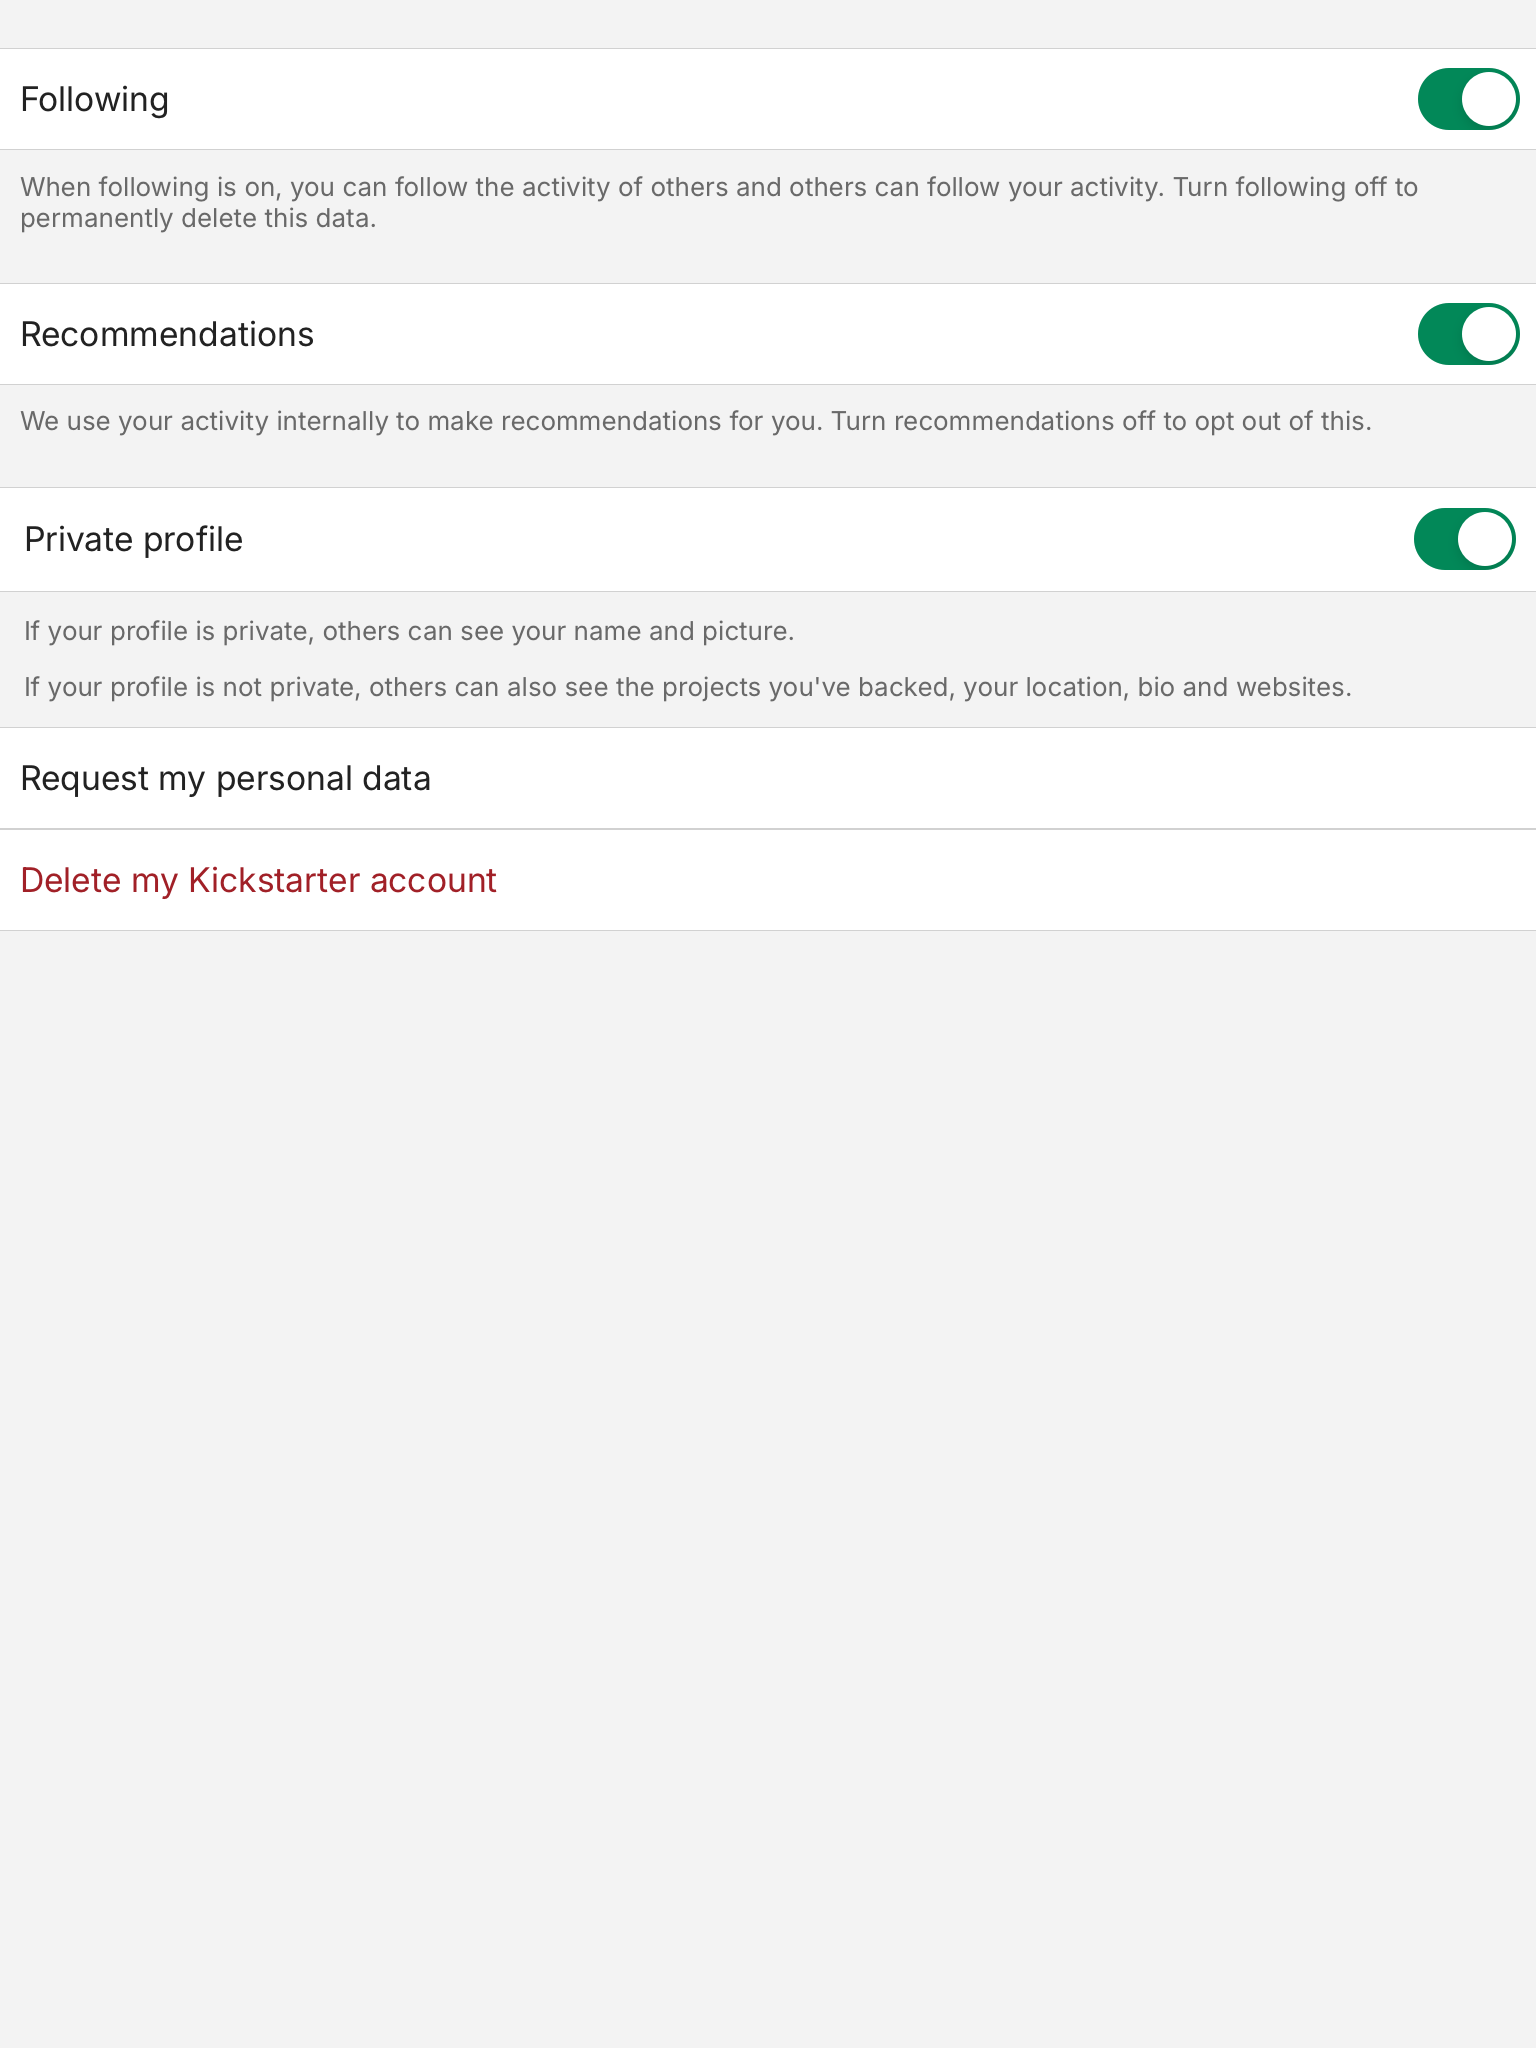 Following
When following is on, you can follow the activity of others and others can follow your activity. Turn following off to
permanently delete this data.
Recommendations
We use your activity internally to make recommendations for you. Turn recommendations off to opt out of this.
Private profile
If your profile is private, others can see your name and picture.
If your profile is not private, others can also see the projects you've backed, your location, bio and websites.
Request my personal data
Delete my Kickstarter account